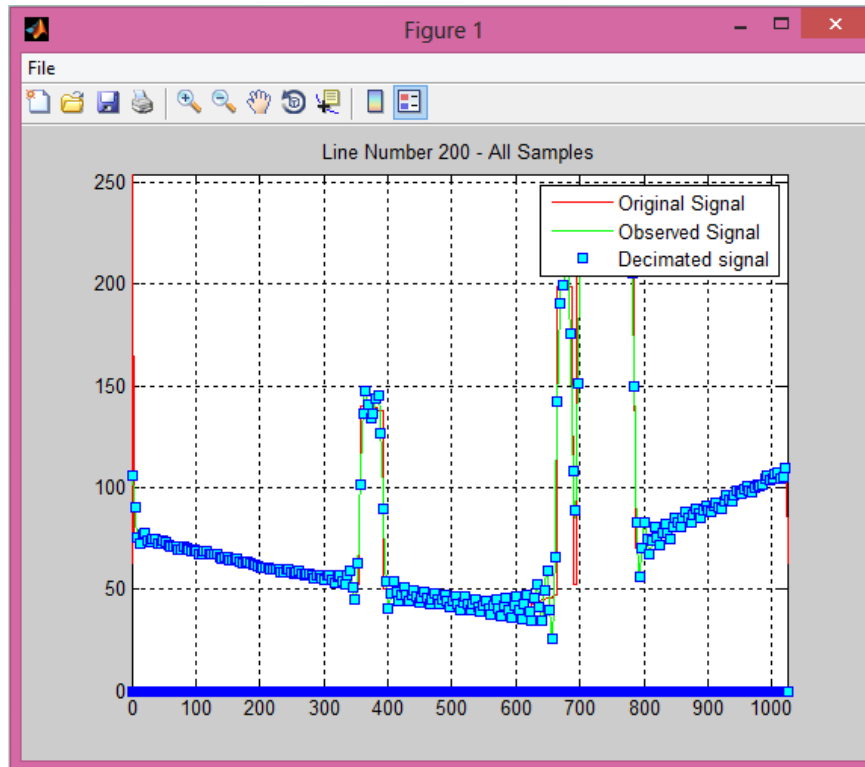 Figure 1
File
Line Number 200 - All Samples
Original Signal
Observed Signal
Decimated signal
250
200
150
100
50
0
0 100 200 300 400 500 600 700 800 900 1000